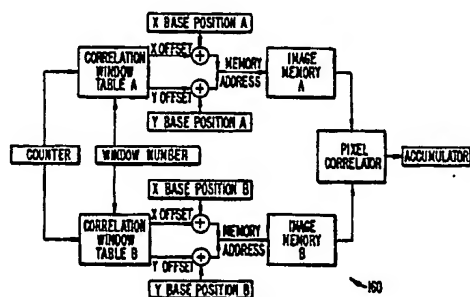 X BASE POSITION A
CORRELATION
WINDOW
TABLE A
X OFFSET
Y OFFSET
MEMORY
ADDRESS
IMAGE
MEMORY
A
Y BASE POSITION A
COUNTER
WINDOW NUMBER
PIXEL
CORRELATOR
ACCUMULATOR
X BASE POSITION B
CORRELATION
WINDOW
TABLE B
X OFFSET
Y OFFSET
MEMORY
ADDRESS
IMAGE
MEMORY
B
Y BASE POSITION B
160